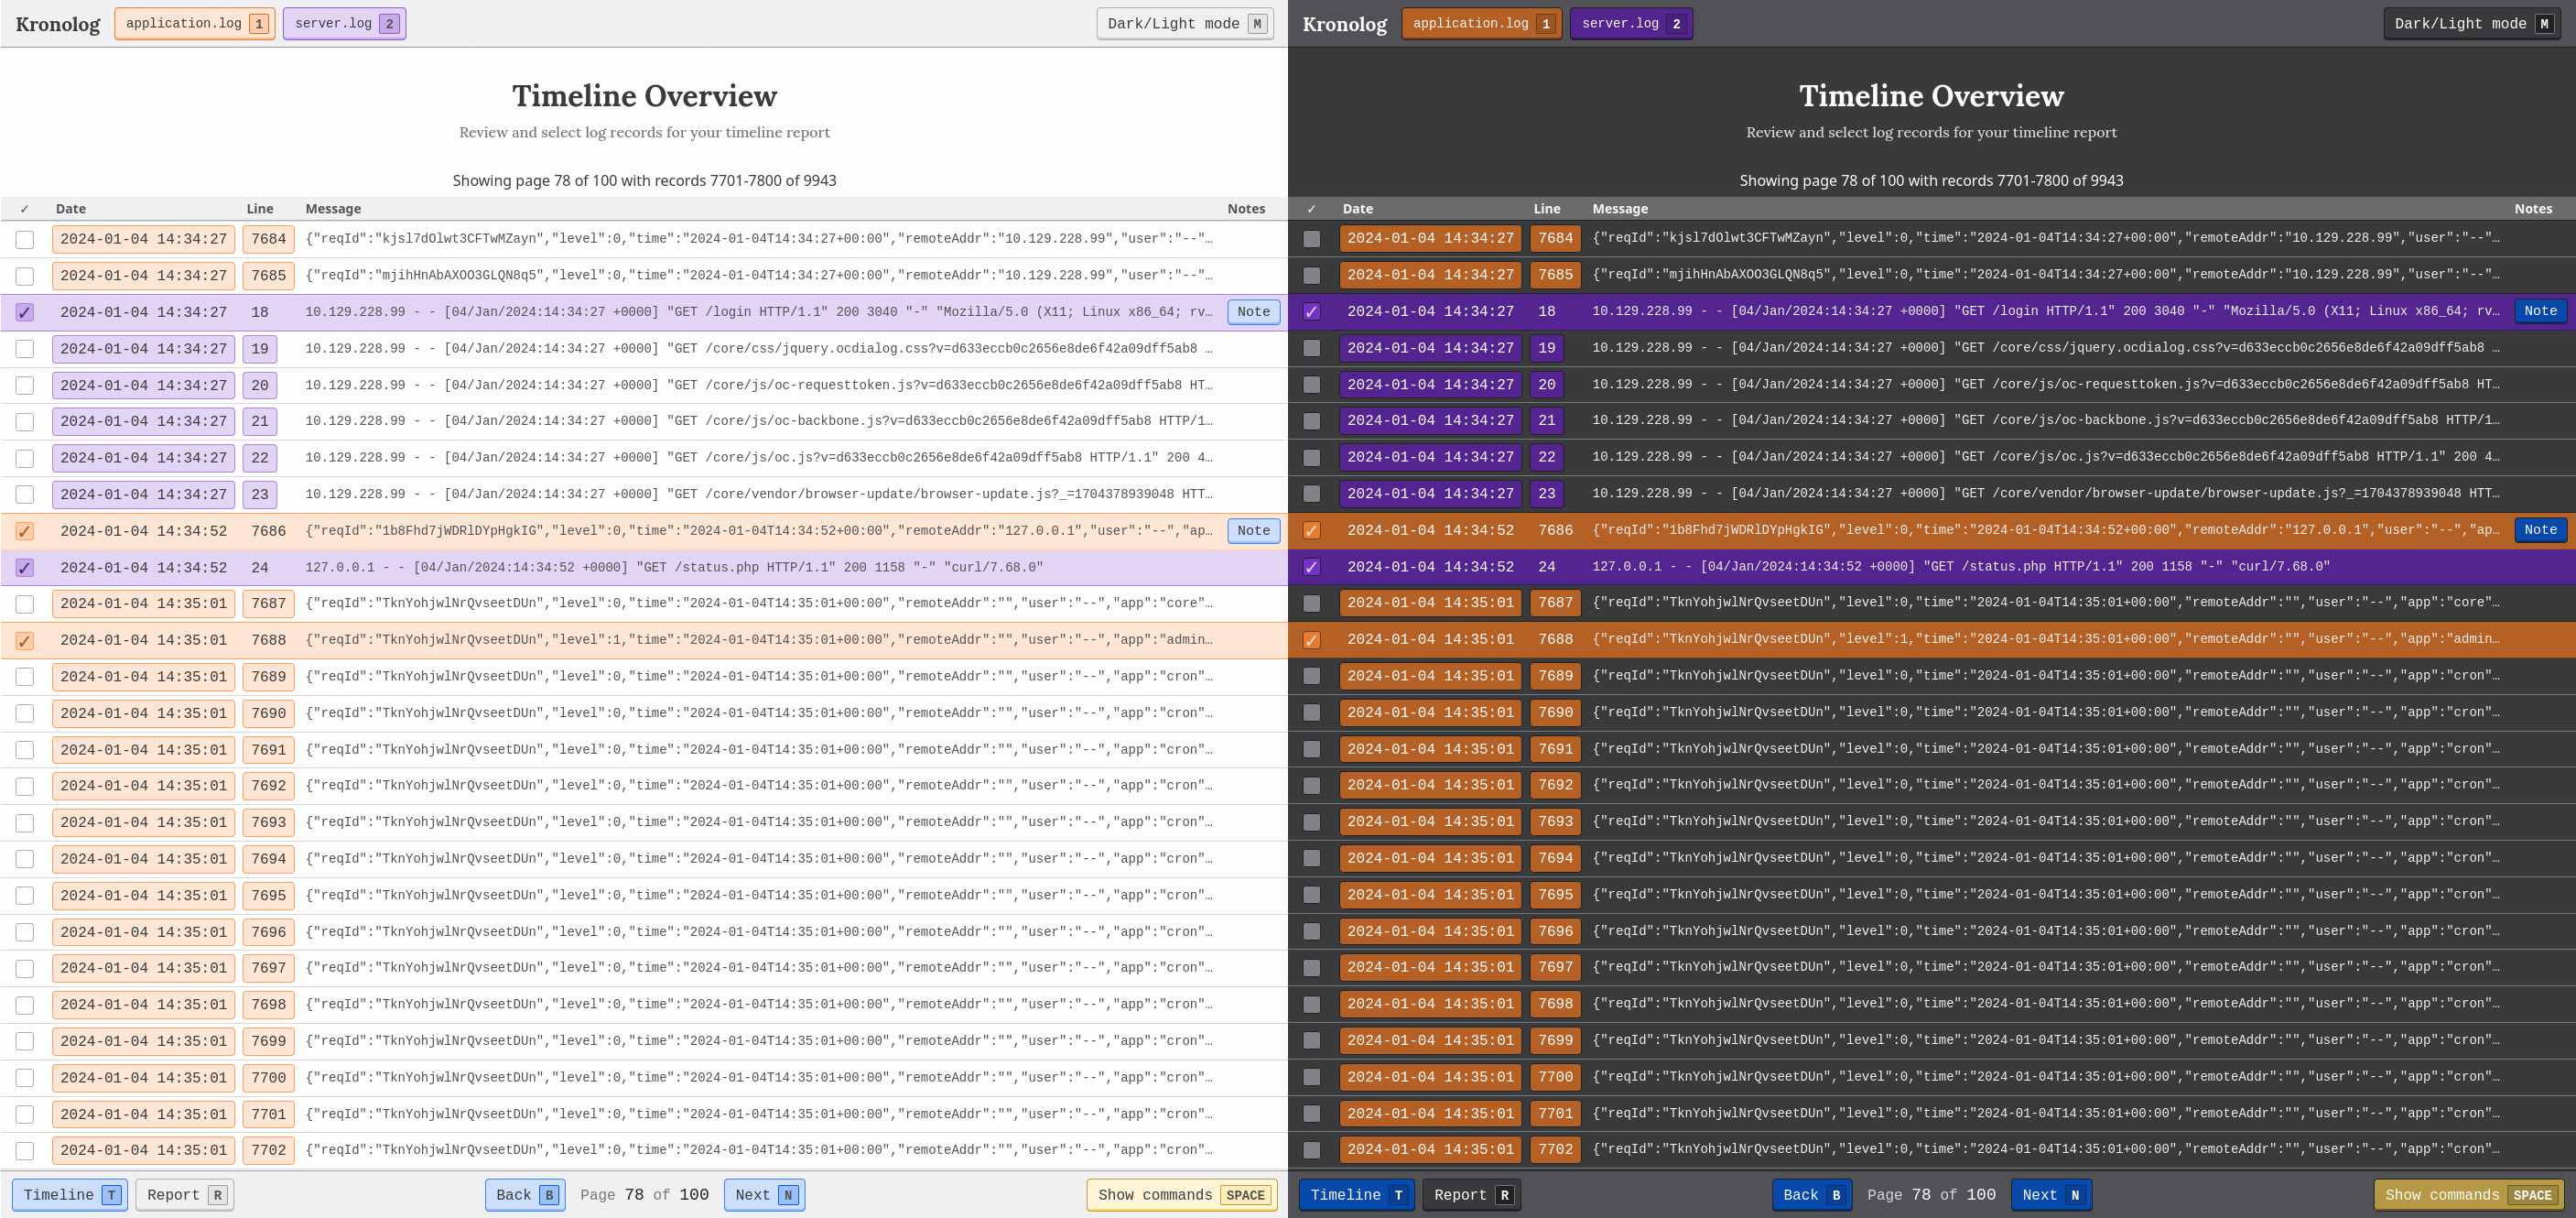 Kronolog application.log 1 server.log 2 Dark/Light mode M
Timeline Overview
Review and select log records for your timeline report
Showing page 78 of 100 with records 7701-7800 of 9943
✓ Date Line Message Notes
2024-01-04 14:34:27 7684 {"reqId":"kjsl7dOlwt3CFTwMZayn","level":0,"time":"2024-01-04T14:34:27+00:00","remoteAddr":"10.129.228.99","user":"--"…
2024-01-04 14:34:27 7685 {"reqId":"mjihHnAbAXOO3GLQN8q5","level":0,"time":"2024-01-04T14:34:27+00:00","remoteAddr":"10.129.228.99","user":"--"…
✓ 2024-01-04 14:34:27 18 10.129.228.99 - - [04/Jan/2024:14:34:27 +0000] "GET /login HTTP/1.1" 200 3040 "-" "Mozilla/5.0 (X11; Linux x86_64; rv… Note
2024-01-04 14:34:27 19 10.129.228.99 - - [04/Jan/2024:14:34:27 +0000] "GET /core/css/jquery.ocdialog.css?v=d633eccb0c2656e8de6f42a09dff5ab8 …
2024-01-04 14:34:27 20 10.129.228.99 - - [04/Jan/2024:14:34:27 +0000] "GET /core/js/oc-requesttoken.js?v=d633eccb0c2656e8de6f42a09dff5ab8 HT…
2024-01-04 14:34:27 21 10.129.228.99 - - [04/Jan/2024:14:34:27 +0000] "GET /core/js/oc-backbone.js?v=d633eccb0c2656e8de6f42a09dff5ab8 HTTP/1…
2024-01-04 14:34:27 22 10.129.228.99 - - [04/Jan/2024:14:34:27 +0000] "GET /core/js/oc.js?v=d633eccb0c2656e8de6f42a09dff5ab8 HTTP/1.1" 200 4…
2024-01-04 14:34:27 23 10.129.228.99 - - [04/Jan/2024:14:34:27 +0000] "GET /core/vendor/browser-update/browser-update.js?_=1704378939048 HTT…
✓ 2024-01-04 14:34:52 7686 {"reqId":"1b8Fhd7jWDRlDYpHgkIG","level":0,"time":"2024-01-04T14:34:52+00:00","remoteAddr":"127.0.0.1","user":"--","ap… Note
✓ 2024-01-04 14:34:52 24 127.0.0.1 - - [04/Jan/2024:14:34:52 +0000] "GET /status.php HTTP/1.1" 200 1158 "-" "curl/7.68.0"
2024-01-04 14:35:01 7687 {"reqId":"TknYohjwlNrQvseetDUn","level":0,"time":"2024-01-04T14:35:01+00:00","remoteAddr":"","user":"--","app":"core"…
✓ 2024-01-04 14:35:01 7688 {"reqId":"TknYohjwlNrQvseetDUn","level":1,"time":"2024-01-04T14:35:01+00:00","remoteAddr":"","user":"--","app":"admin…
2024-01-04 14:35:01 7689 {"reqId":"TknYohjwlNrQvseetDUn","level":0,"time":"2024-01-04T14:35:01+00:00","remoteAddr":"","user":"--","app":"cron"…
2024-01-04 14:35:01 7690 {"reqId":"TknYohjwlNrQvseetDUn","level":0,"time":"2024-01-04T14:35:01+00:00","remoteAddr":"","user":"--","app":"cron"…
2024-01-04 14:35:01 7691 {"reqId":"TknYohjwlNrQvseetDUn","level":0,"time":"2024-01-04T14:35:01+00:00","remoteAddr":"","user":"--","app":"cron"…
2024-01-04 14:35:01 7692 {"reqId":"TknYohjwlNrQvseetDUn","level":0,"time":"2024-01-04T14:35:01+00:00","remoteAddr":"","user":"--","app":"cron"…
2024-01-04 14:35:01 7693 {"reqId":"TknYohjwlNrQvseetDUn","level":0,"time":"2024-01-04T14:35:01+00:00","remoteAddr":"","user":"--","app":"cron"…
2024-01-04 14:35:01 7694 {"reqId":"TknYohjwlNrQvseetDUn","level":0,"time":"2024-01-04T14:35:01+00:00","remoteAddr":"","user":"--","app":"cron"…
2024-01-04 14:35:01 7695 {"reqId":"TknYohjwlNrQvseetDUn","level":0,"time":"2024-01-04T14:35:01+00:00","remoteAddr":"","user":"--","app":"cron"…
2024-01-04 14:35:01 7696 {"reqId":"TknYohjwlNrQvseetDUn","level":0,"time":"2024-01-04T14:35:01+00:00","remoteAddr":"","user":"--","app":"cron"…
2024-01-04 14:35:01 7697 {"reqId":"TknYohjwlNrQvseetDUn","level":0,"time":"2024-01-04T14:35:01+00:00","remoteAddr":"","user":"--","app":"cron"…
2024-01-04 14:35:01 7698 {"reqId":"TknYohjwlNrQvseetDUn","level":0,"time":"2024-01-04T14:35:01+00:00","remoteAddr":"","user":"--","app":"cron"…
2024-01-04 14:35:01 7699 {"reqId":"TknYohjwlNrQvseetDUn","level":0,"time":"2024-01-04T14:35:01+00:00","remoteAddr":"","user":"--","app":"cron"…
2024-01-04 14:35:01 7700 {"reqId":"TknYohjwlNrQvseetDUn","level":0,"time":"2024-01-04T14:35:01+00:00","remoteAddr":"","user":"--","app":"cron"…
2024-01-04 14:35:01 7701 {"reqId":"TknYohjwlNrQvseetDUn","level":0,"time":"2024-01-04T14:35:01+00:00","remoteAddr":"","user":"--","app":"cron"…
2024-01-04 14:35:01 7702 {"reqId":"TknYohjwlNrQvseetDUn","level":0,"time":"2024-01-04T14:35:01+00:00","remoteAddr":"","user":"--","app":"cron"…
Timeline T Report R Back B Page 78 of 100 Next N Show commands SPACE
Kronolog application.log 1 server.log 2 Dark/Light mode M
Timeline Overview
Review and select log records for your timeline report
Showing page 78 of 100 with records 7701-7800 of 9943
✓ Date Line Message Notes
2024-01-04 14:34:27 7684 {"reqId":"kjsl7dOlwt3CFTwMZayn","level":0,"time":"2024-01-04T14:34:27+00:00","remoteAddr":"10.129.228.99","user":"--"…
2024-01-04 14:34:27 7685 {"reqId":"mjihHnAbAXOO3GLQN8q5","level":0,"time":"2024-01-04T14:34:27+00:00","remoteAddr":"10.129.228.99","user":"--"…
✓ 2024-01-04 14:34:27 18 10.129.228.99 - - [04/Jan/2024:14:34:27 +0000] "GET /login HTTP/1.1" 200 3040 "-" "Mozilla/5.0 (X11; Linux x86_64; rv… Note
2024-01-04 14:34:27 19 10.129.228.99 - - [04/Jan/2024:14:34:27 +0000] "GET /core/css/jquery.ocdialog.css?v=d633eccb0c2656e8de6f42a09dff5ab8 …
2024-01-04 14:34:27 20 10.129.228.99 - - [04/Jan/2024:14:34:27 +0000] "GET /core/js/oc-requesttoken.js?v=d633eccb0c2656e8de6f42a09dff5ab8 HT…
2024-01-04 14:34:27 21 10.129.228.99 - - [04/Jan/2024:14:34:27 +0000] "GET /core/js/oc-backbone.js?v=d633eccb0c2656e8de6f42a09dff5ab8 HTTP/1…
2024-01-04 14:34:27 22 10.129.228.99 - - [04/Jan/2024:14:34:27 +0000] "GET /core/js/oc.js?v=d633eccb0c2656e8de6f42a09dff5ab8 HTTP/1.1" 200 4…
2024-01-04 14:34:27 23 10.129.228.99 - - [04/Jan/2024:14:34:27 +0000] "GET /core/vendor/browser-update/browser-update.js?_=1704378939048 HTT…
✓ 2024-01-04 14:34:52 7686 {"reqId":"1b8Fhd7jWDRlDYpHgkIG","level":0,"time":"2024-01-04T14:34:52+00:00","remoteAddr":"127.0.0.1","user":"--","ap… Note
✓ 2024-01-04 14:34:52 24 127.0.0.1 - - [04/Jan/2024:14:34:52 +0000] "GET /status.php HTTP/1.1" 200 1158 "-" "curl/7.68.0"
2024-01-04 14:35:01 7687 {"reqId":"TknYohjwlNrQvseetDUn","level":0,"time":"2024-01-04T14:35:01+00:00","remoteAddr":"","user":"--","app":"core"…
✓ 2024-01-04 14:35:01 7688 {"reqId":"TknYohjwlNrQvseetDUn","level":1,"time":"2024-01-04T14:35:01+00:00","remoteAddr":"","user":"--","app":"admin…
2024-01-04 14:35:01 7689 {"reqId":"TknYohjwlNrQvseetDUn","level":0,"time":"2024-01-04T14:35:01+00:00","remoteAddr":"","user":"--","app":"cron"…
2024-01-04 14:35:01 7690 {"reqId":"TknYohjwlNrQvseetDUn","level":0,"time":"2024-01-04T14:35:01+00:00","remoteAddr":"","user":"--","app":"cron"…
2024-01-04 14:35:01 7691 {"reqId":"TknYohjwlNrQvseetDUn","level":0,"time":"2024-01-04T14:35:01+00:00","remoteAddr":"","user":"--","app":"cron"…
2024-01-04 14:35:01 7692 {"reqId":"TknYohjwlNrQvseetDUn","level":0,"time":"2024-01-04T14:35:01+00:00","remoteAddr":"","user":"--","app":"cron"…
2024-01-04 14:35:01 7693 {"reqId":"TknYohjwlNrQvseetDUn","level":0,"time":"2024-01-04T14:35:01+00:00","remoteAddr":"","user":"--","app":"cron"…
2024-01-04 14:35:01 7694 {"reqId":"TknYohjwlNrQvseetDUn","level":0,"time":"2024-01-04T14:35:01+00:00","remoteAddr":"","user":"--","app":"cron"…
2024-01-04 14:35:01 7695 {"reqId":"TknYohjwlNrQvseetDUn","level":0,"time":"2024-01-04T14:35:01+00:00","remoteAddr":"","user":"--","app":"cron"…
2024-01-04 14:35:01 7696 {"reqId":"TknYohjwlNrQvseetDUn","level":0,"time":"2024-01-04T14:35:01+00:00","remoteAddr":"","user":"--","app":"cron"…
2024-01-04 14:35:01 7697 {"reqId":"TknYohjwlNrQvseetDUn","level":0,"time":"2024-01-04T14:35:01+00:00","remoteAddr":"","user":"--","app":"cron"…
2024-01-04 14:35:01 7698 {"reqId":"TknYohjwlNrQvseetDUn","level":0,"time":"2024-01-04T14:35:01+00:00","remoteAddr":"","user":"--","app":"cron"…
2024-01-04 14:35:01 7699 {"reqId":"TknYohjwlNrQvseetDUn","level":0,"time":"2024-01-04T14:35:01+00:00","remoteAddr":"","user":"--","app":"cron"…
2024-01-04 14:35:01 7700 {"reqId":"TknYohjwlNrQvseetDUn","level":0,"time":"2024-01-04T14:35:01+00:00","remoteAddr":"","user":"--","app":"cron"…
2024-01-04 14:35:01 7701 {"reqId":"TknYohjwlNrQvseetDUn","level":0,"time":"2024-01-04T14:35:01+00:00","remoteAddr":"","user":"--","app":"cron"…
2024-01-04 14:35:01 7702 {"reqId":"TknYohjwlNrQvseetDUn","level":0,"time":"2024-01-04T14:35:01+00:00","remoteAddr":"","user":"--","app":"cron"…
Timeline T Report R Back B Page 78 of 100 Next N Show commands SPACE